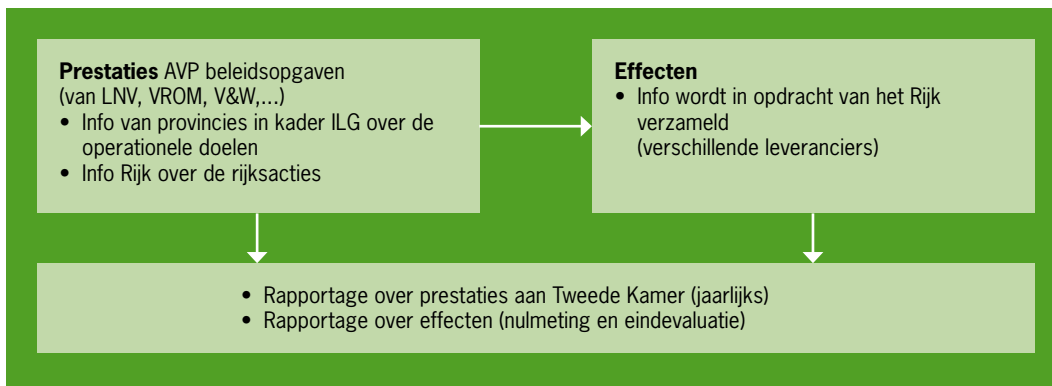 Prestaties AVP beleidsopgaven
(van LNV, VROM, V&W,...)
• Info van provincies in kader ILG over de
operationele doelen
• Info Rijk over de rijksacties
Effecten
• Info wordt in opdracht van het Rijk
verzameld
(verschillende leveranciers)
• Rapportage over prestaties aan Tweede Kamer (jaarlijks)
• Rapportage over effecten (nulmeting en eindevaluatie)